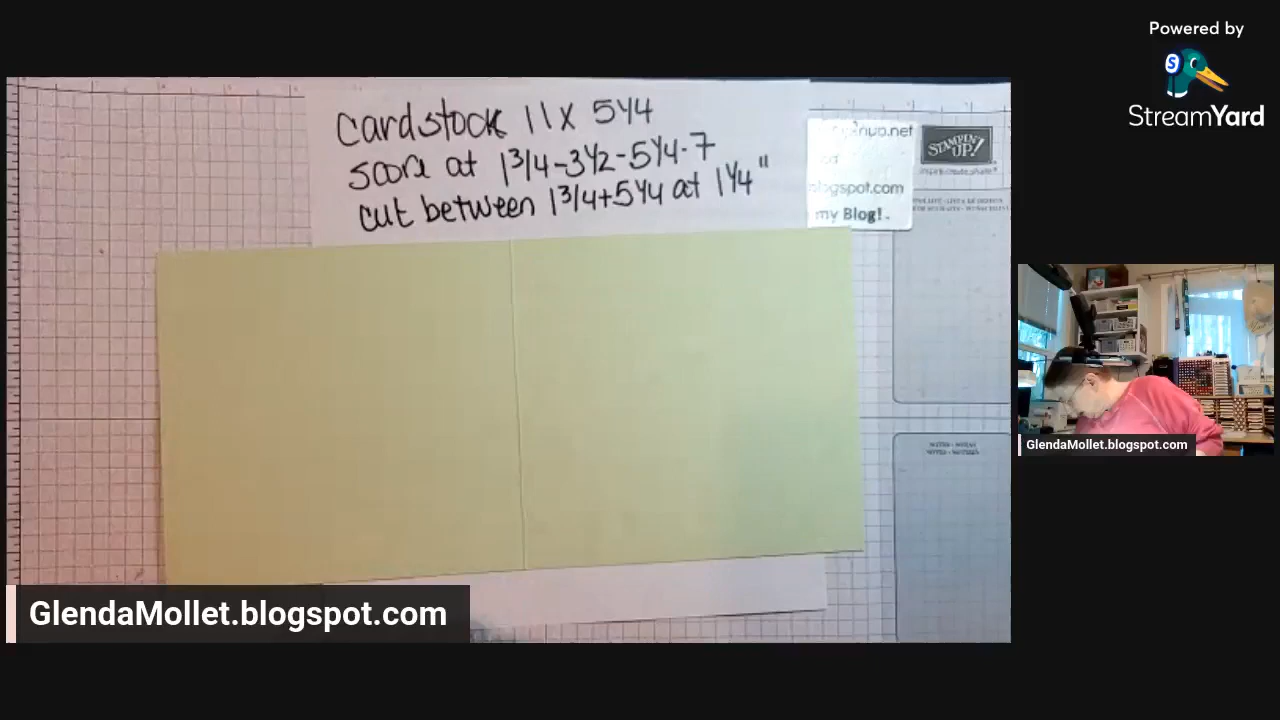 Powered by
StreamYard
cardstock 11 x 5 1/4
score at 1 3/4 - 3 1/2 - 5 1/4 - 7
cut between 1 3/4 + 5 1/4 at 1 1/4"
nup.net
blogspot.com
my Blog!
STAMPIN' UP!
GlendaMollet.blogspot.com
GlendaMollet.blogspot.com